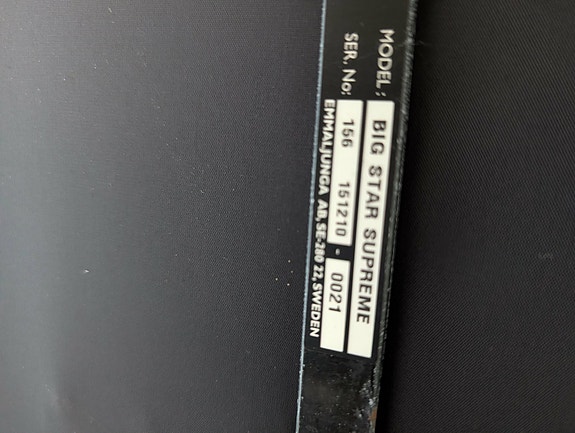 MODEL: BIG STAR SUPREME
SER. No: 156 151210 - 0021
EMMALJUNGA AB, SE-280 22, SWEDEN